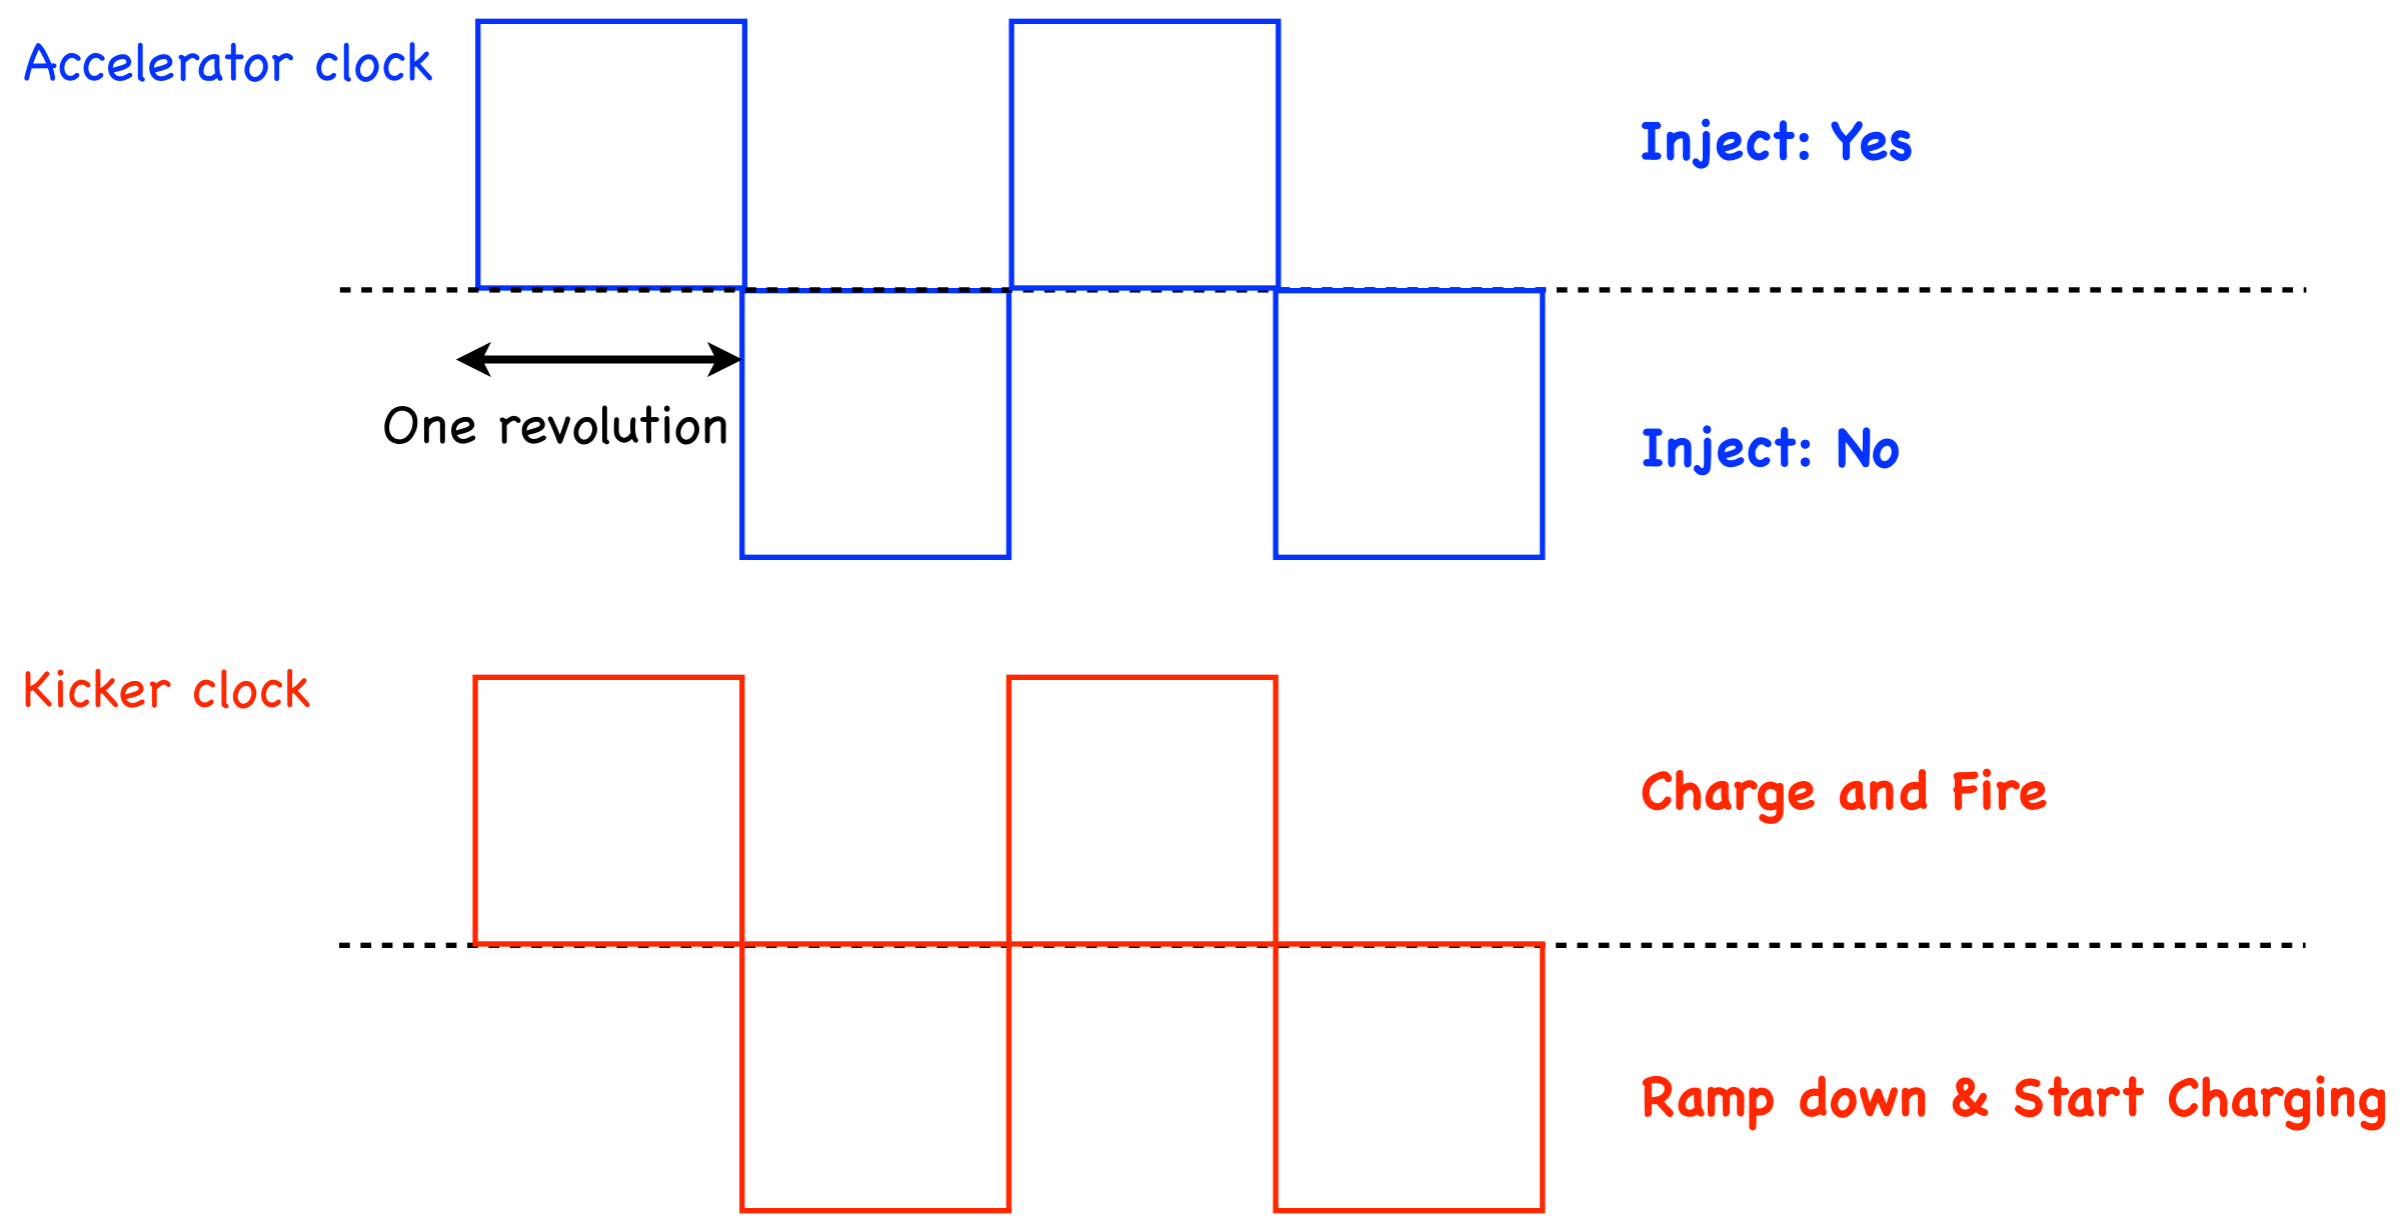 Accelerator clock
Inject: Yes
One revolution
Inject: No
Kicker clock
Charge and Fire
Ramp down & Start Charging